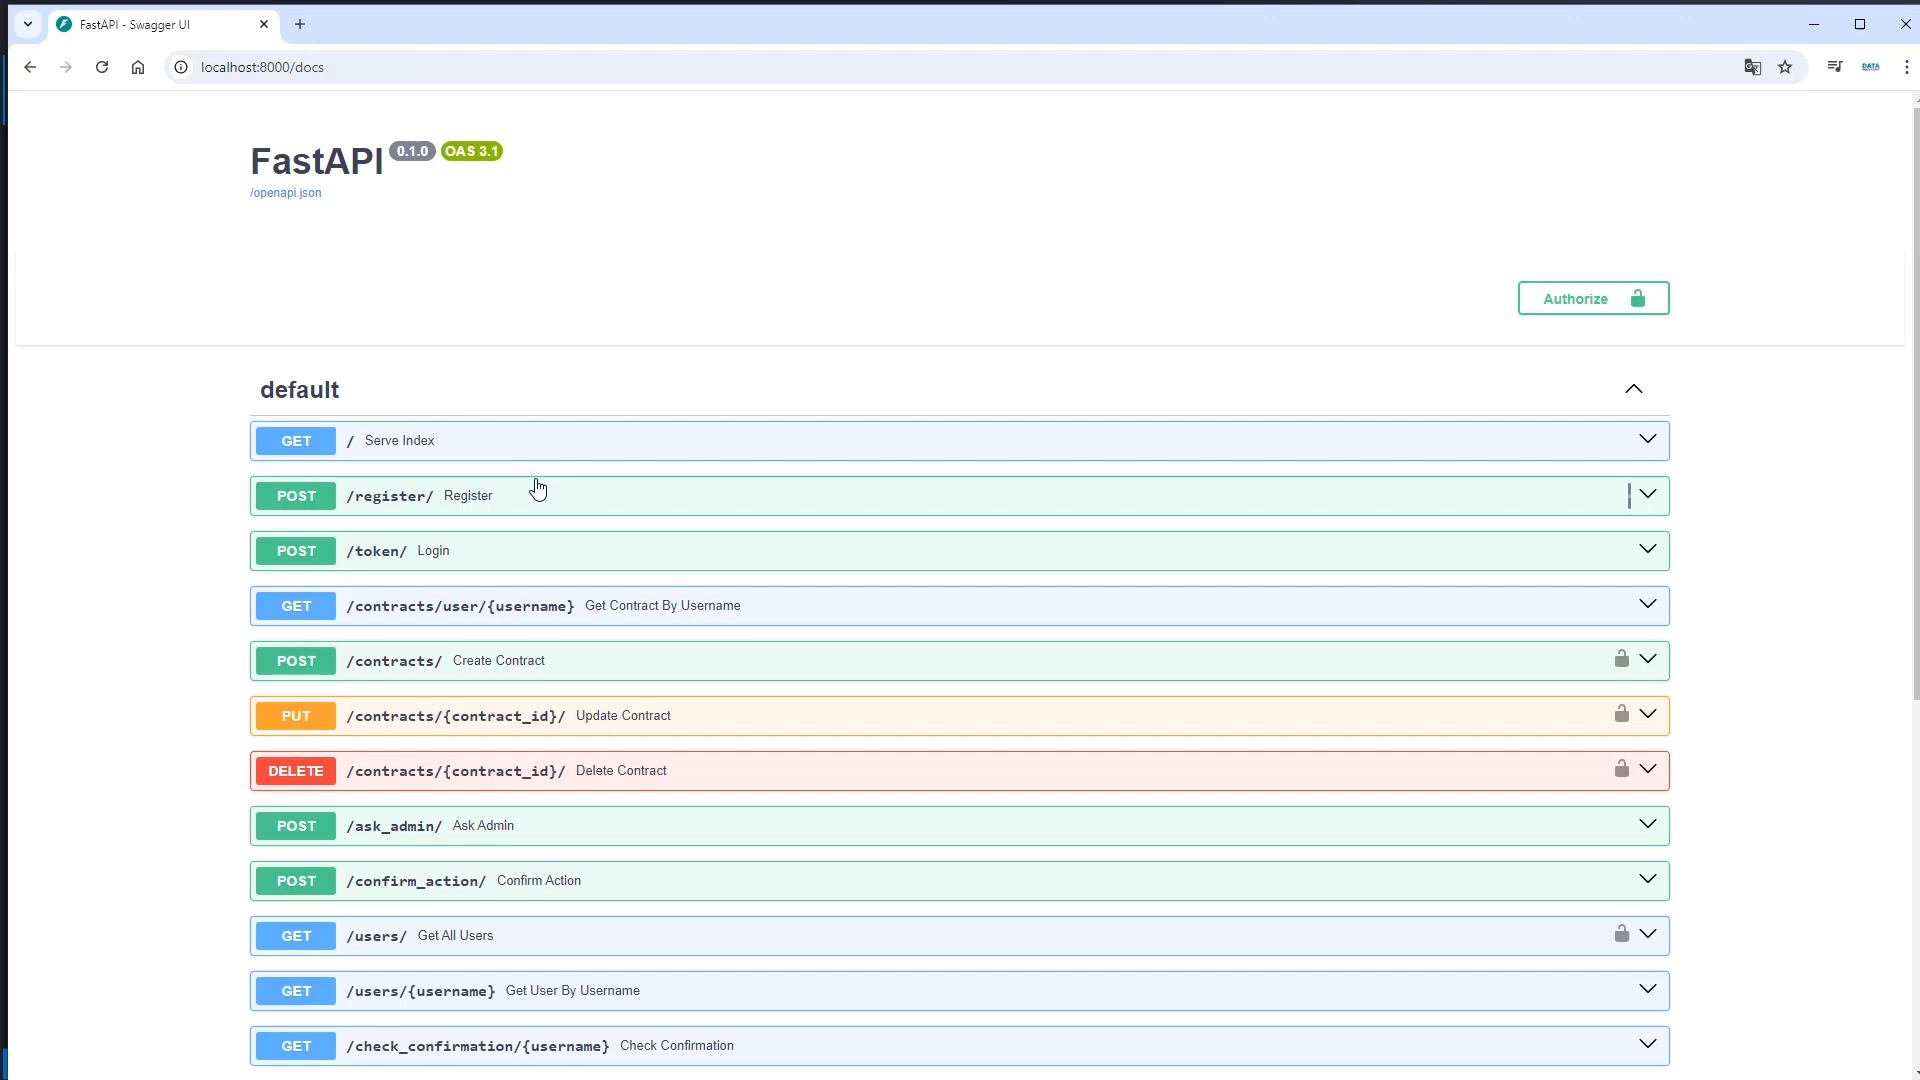 FastAPI - Swagger UI
localhost:8000/docs
DATA
FastAPI 0.1.0 OAS 3.1
/openapi.json
Authorize
default
GET / Serve Index
POST /register/ Register
POST /token/ Login
GET /contracts/user/{username} Get Contract By Username
POST /contracts/ Create Contract
PUT /contracts/{contract_id}/ Update Contract
DELETE /contracts/{contract_id}/ Delete Contract
POST /ask_admin/ Ask Admin
POST /confirm_action/ Confirm Action
GET /users/ Get All Users
GET /users/{username} Get User By Username
GET /check_confirmation/{username} Check Confirmation